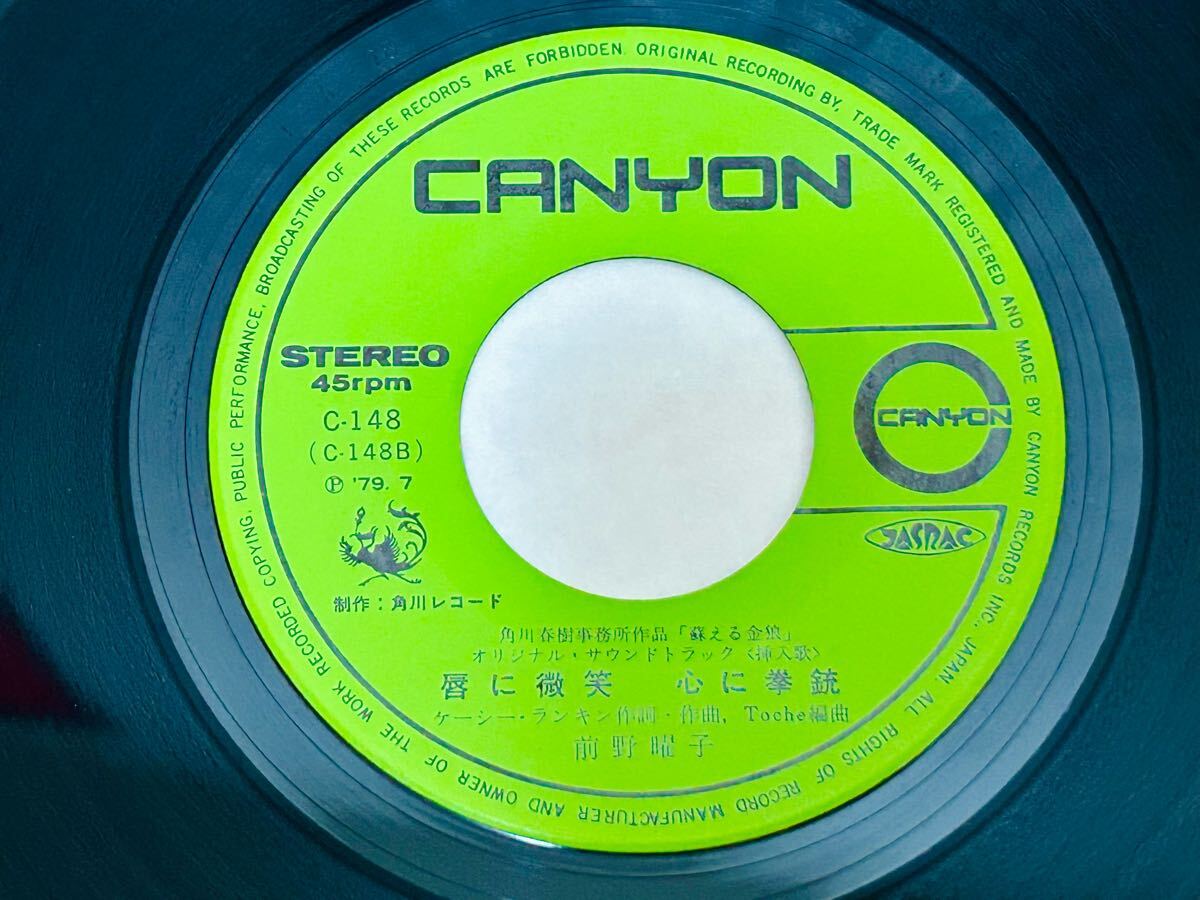 WORK RECORDED COPYING, PUBLIC PERFORMANCE, BROADCASTING OF THESE RECORDS ARE FORBIDDEN. ORIGINAL RECORDING BY, TRADE MARK REGISTERED AND MADE BY CANYON RECORDS INC., JAPAN. ALL RIGHTS OF RECORD MANUFACTURER AND OWNER OF THE
CANYON
STEREO
45rpm
C-148
(C-148B)
Ⓟ '79. 7
CANYON
JASRAC
制作：角川レコード
角川春樹事務所作品「蘇える金狼」
オリジナル・サウンドトラック〈挿入歌〉
唇に微笑 心に拳銃
ケーシー・ランキン作詞・作曲, Toche編曲
前野曜子